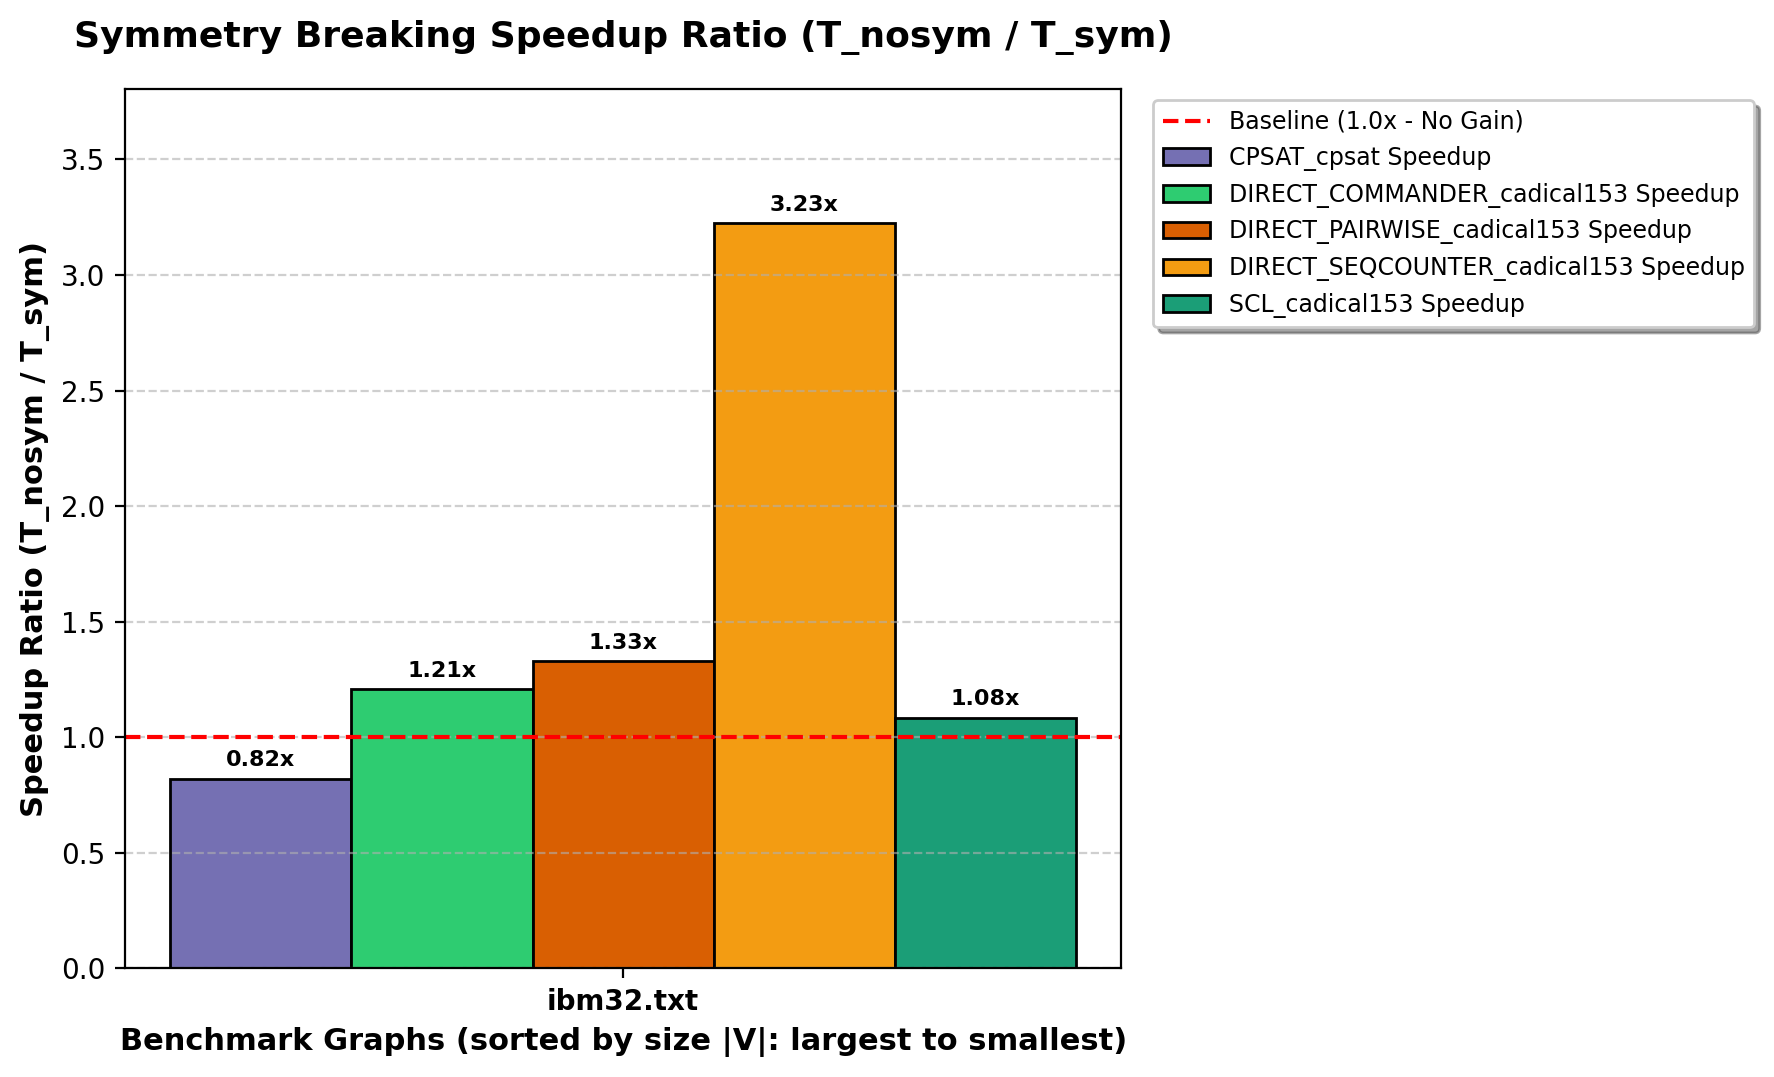 Symmetry Breaking Speedup Ratio (T_nosym / T_sym)
Speedup Ratio (T_nosym / T_sym)
3.5
3.0
2.5
2.0
1.5
1.0
0.5
0.0
0.82x
1.21x
1.33x
3.23x
1.08x
ibm32.txt
Benchmark Graphs (sorted by size |V|: largest to smallest)
Baseline (1.0x - No Gain)
CPSAT_cpsat Speedup
DIRECT_COMMANDER_cadical153 Speedup
DIRECT_PAIRWISE_cadical153 Speedup
DIRECT_SEQCOUNTER_cadical153 Speedup
SCL_cadical153 Speedup